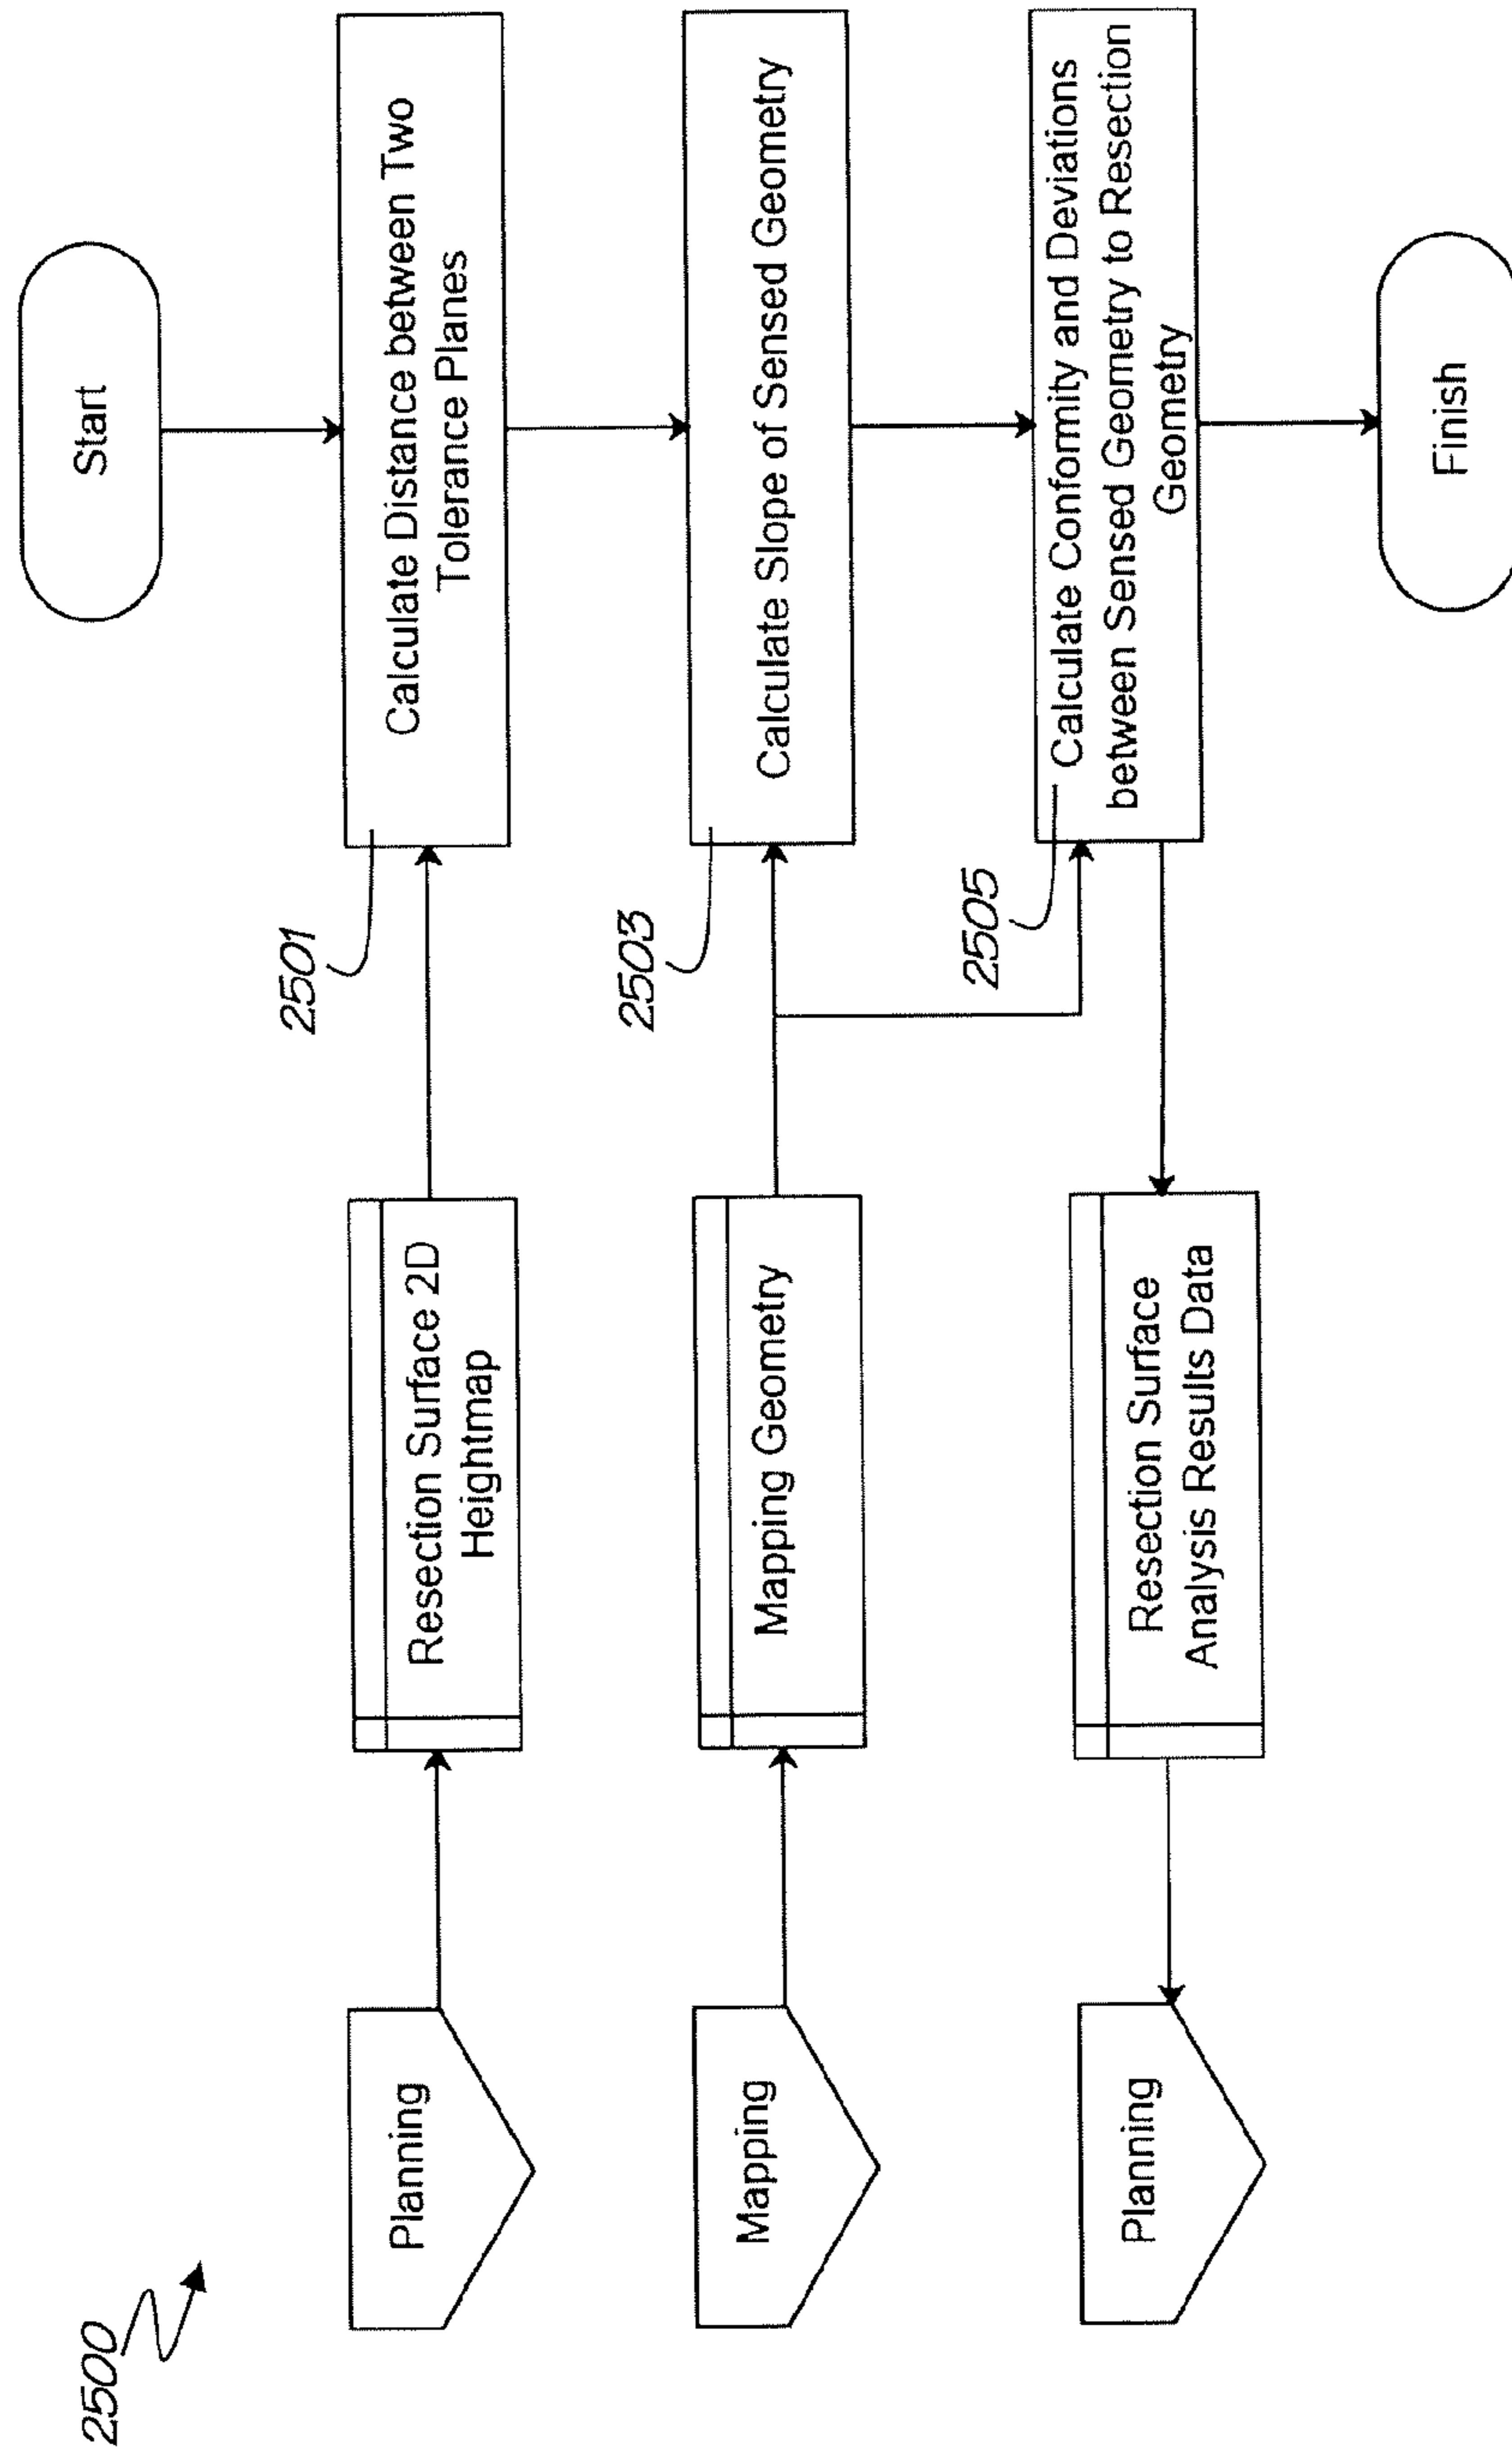 2500
Start
Planning
Resection Surface 2D
Heightmap
2501
Calculate Distance between Two
Tolerance Planes
Mapping
Mapping Geometry
2503
Calculate Slope of Sensed Geometry
Planning
Resection Surface
Analysis Results Data
2505
Calculate Conformity and Deviations
between Sensed Geometry to Resection
Geometry
Finish